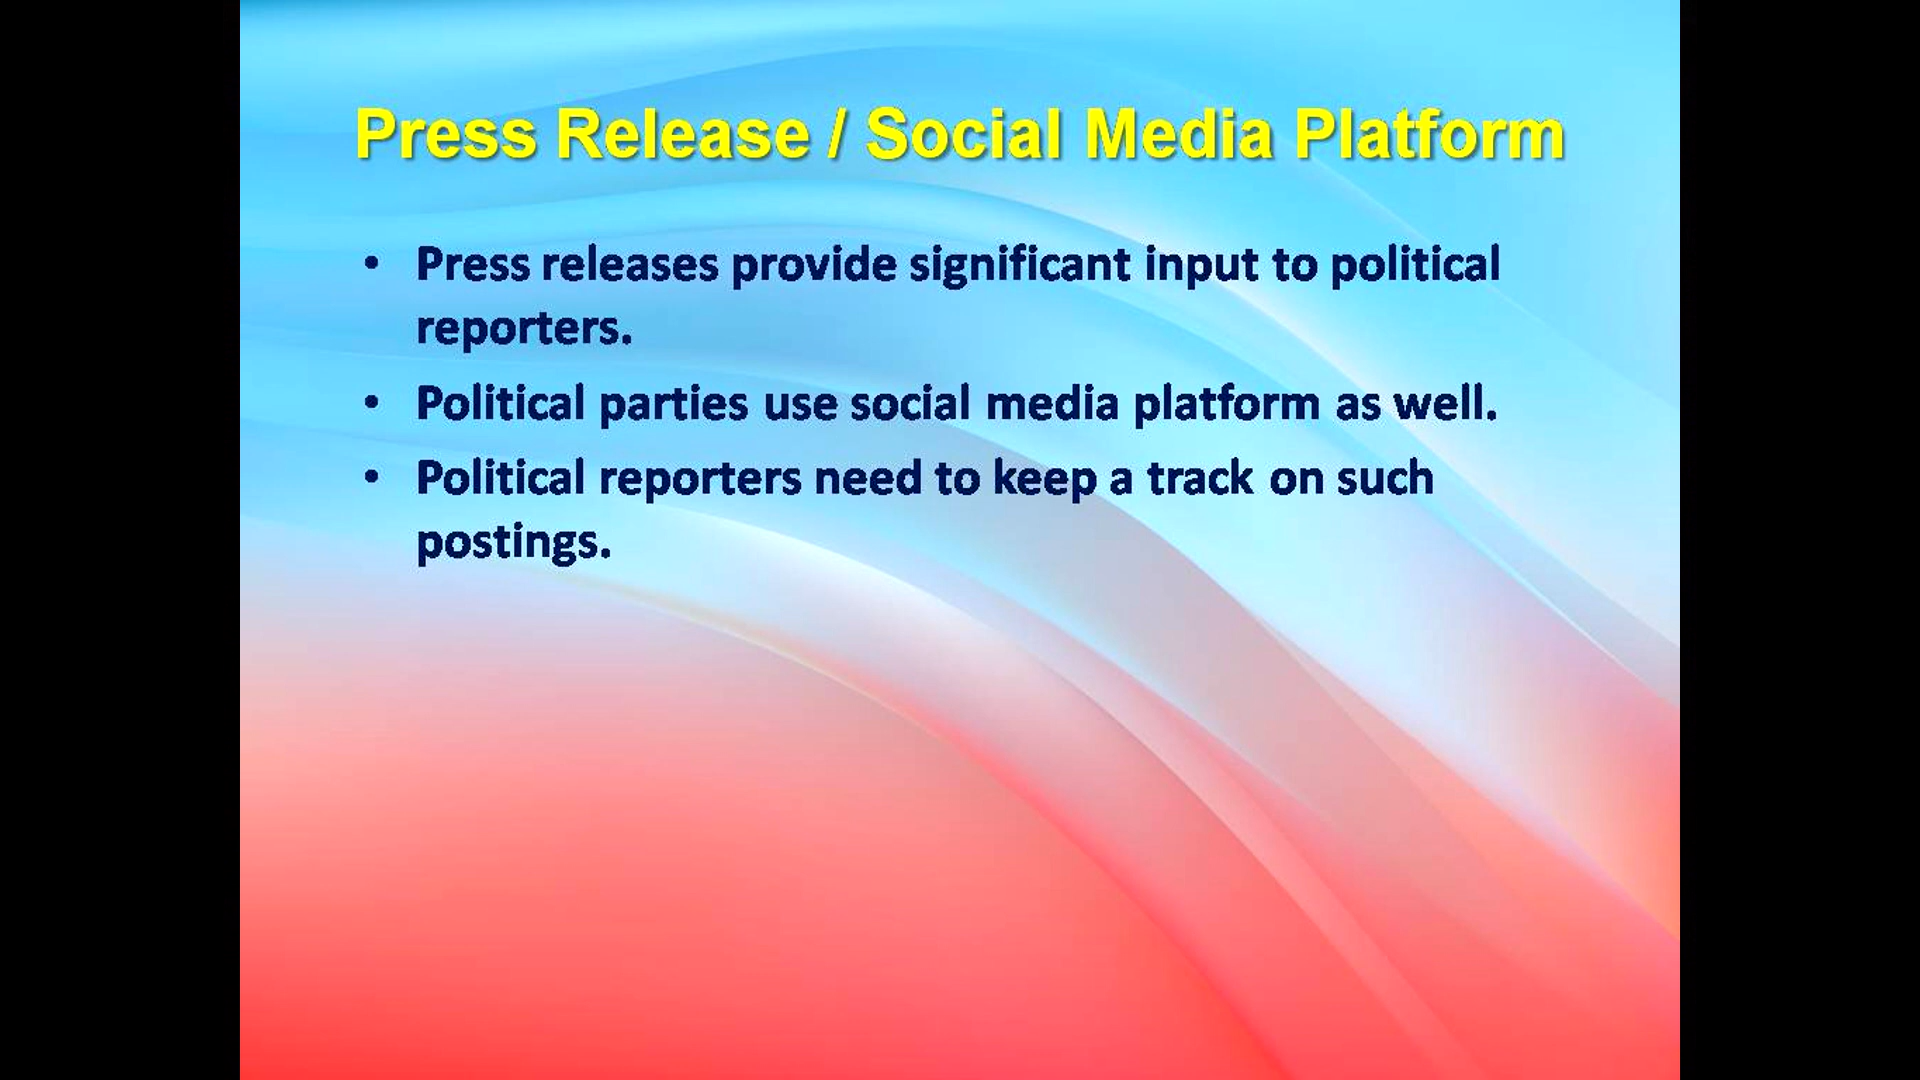 Press Release / Social Media Platform
• Press releases provide significant input to political
reporters.
• Political parties use social media platform as well.
• Political reporters need to keep a track on such
postings.